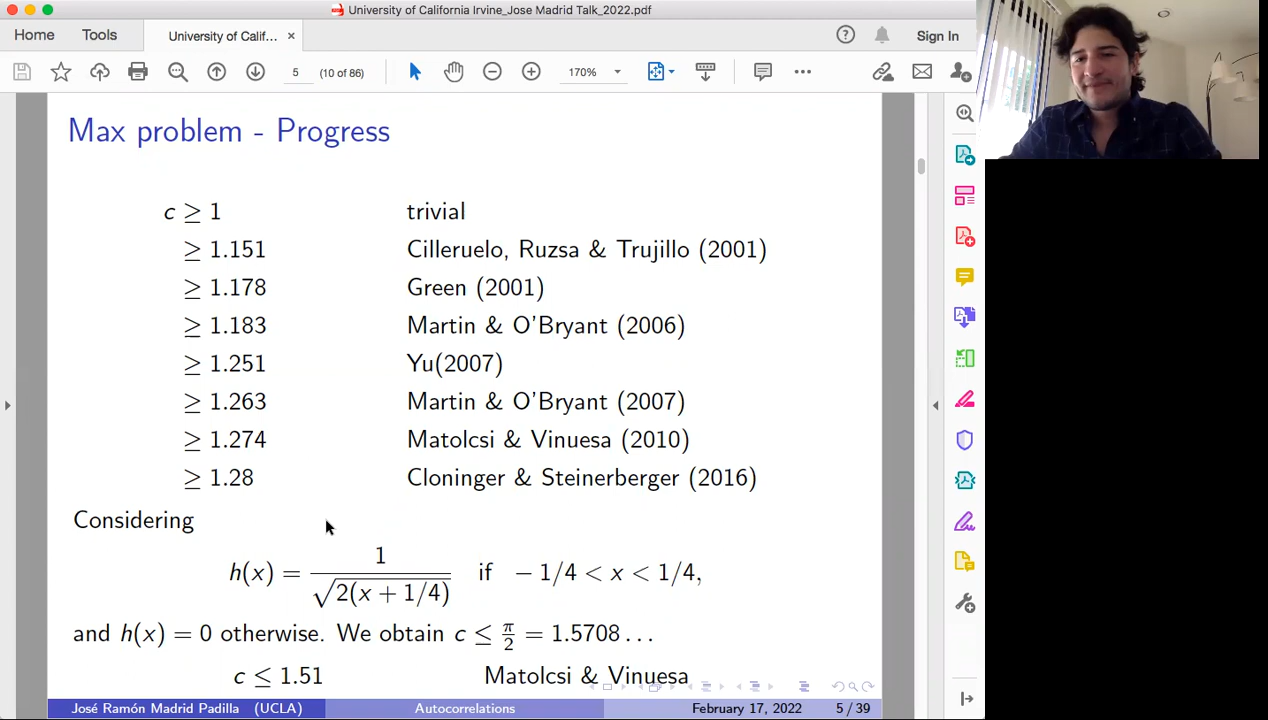 University of California Irvine_Jose Madrid Talk_2022.pdf
Home Tools University of Calif... × Sign In
5 (10 of 86) 170%
Max problem - Progress
c ≥ 1 trivial
≥ 1.151 Cilleruelo, Ruzsa & Trujillo (2001)
≥ 1.178 Green (2001)
≥ 1.183 Martin & O'Bryant (2006)
≥ 1.251 Yu(2007)
≥ 1.263 Martin & O'Bryant (2007)
≥ 1.274 Matolcsi & Vinuesa (2010)
≥ 1.28 Cloninger & Steinerberger (2016)
Considering
h(x) = 1/√2(x + 1/4) if − 1/4 < x < 1/4,
and h(x) = 0 otherwise. We obtain c ≤ π/2 = 1.5708...
c ≤ 1.51 Matolcsi & Vinuesa
José Ramón Madrid Padilla (UCLA) Autocorrelations February 17, 2022 5 / 39